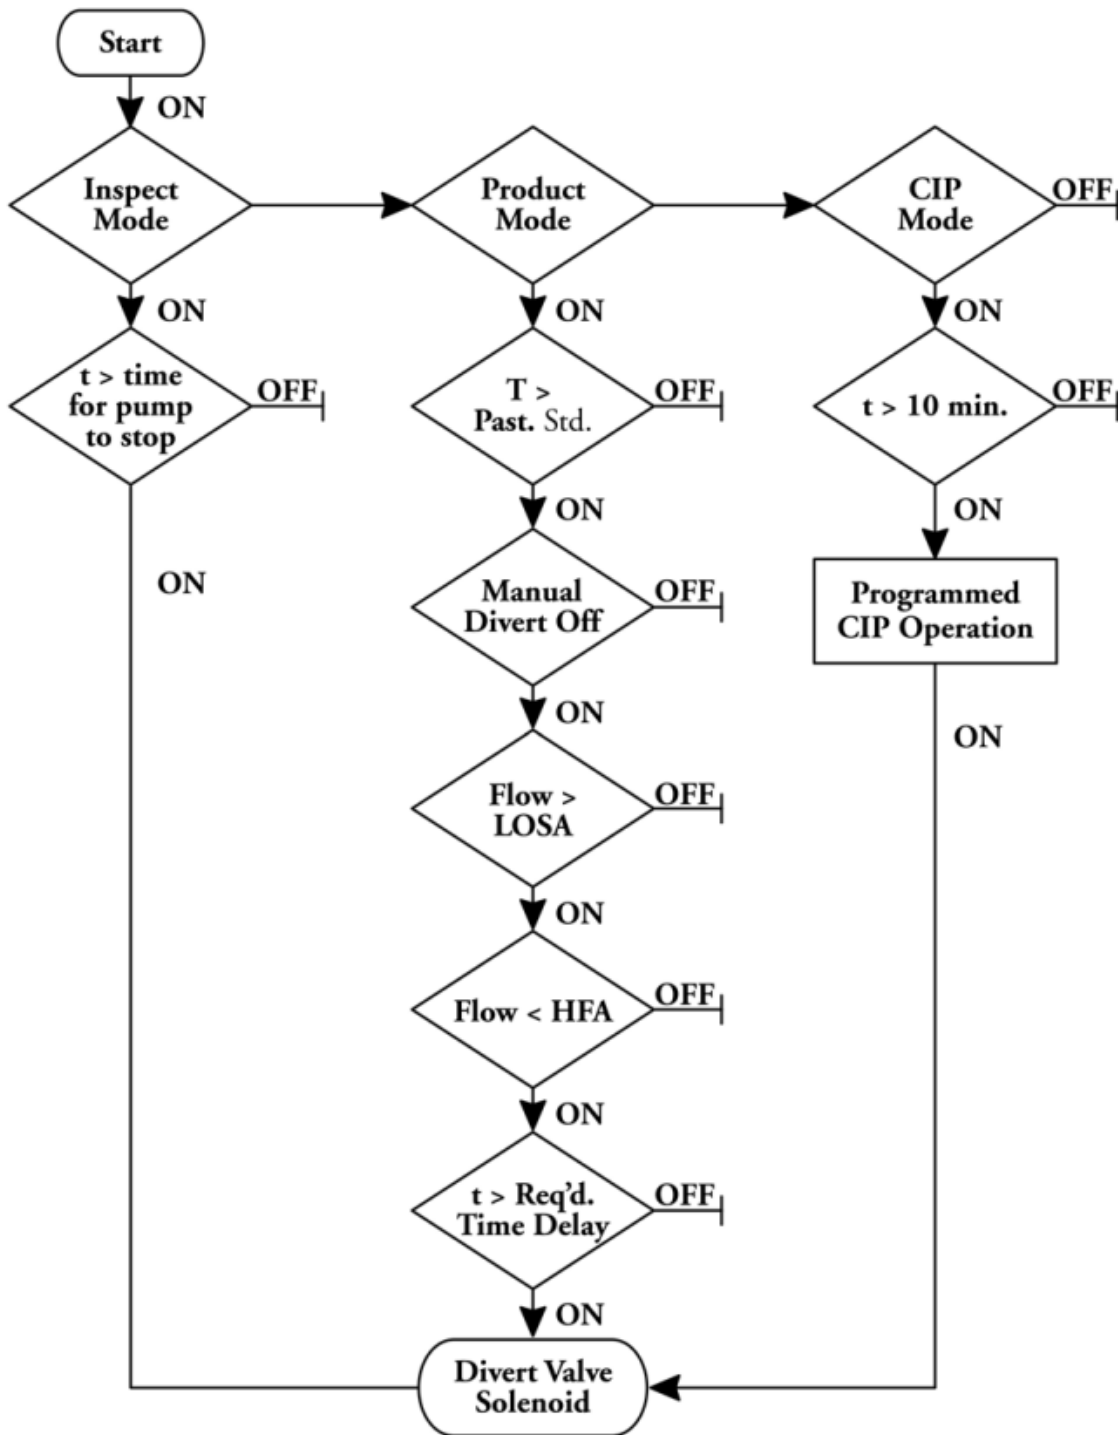 Start
ON
Inspect
Mode
Product
Mode
CIP
Mode
OFF
ON
ON
ON
t > time
for pump
to stop
OFF
T >
Past. Std.
OFF
t > 10 min.
OFF
ON
ON
ON
Manual
Divert Off
OFF
Programmed
CIP Operation
ON
ON
Flow >
LOSA
OFF
ON
Flow < HFA
OFF
ON
t > Req'd.
Time Delay
OFF
ON
Divert Valve
Solenoid